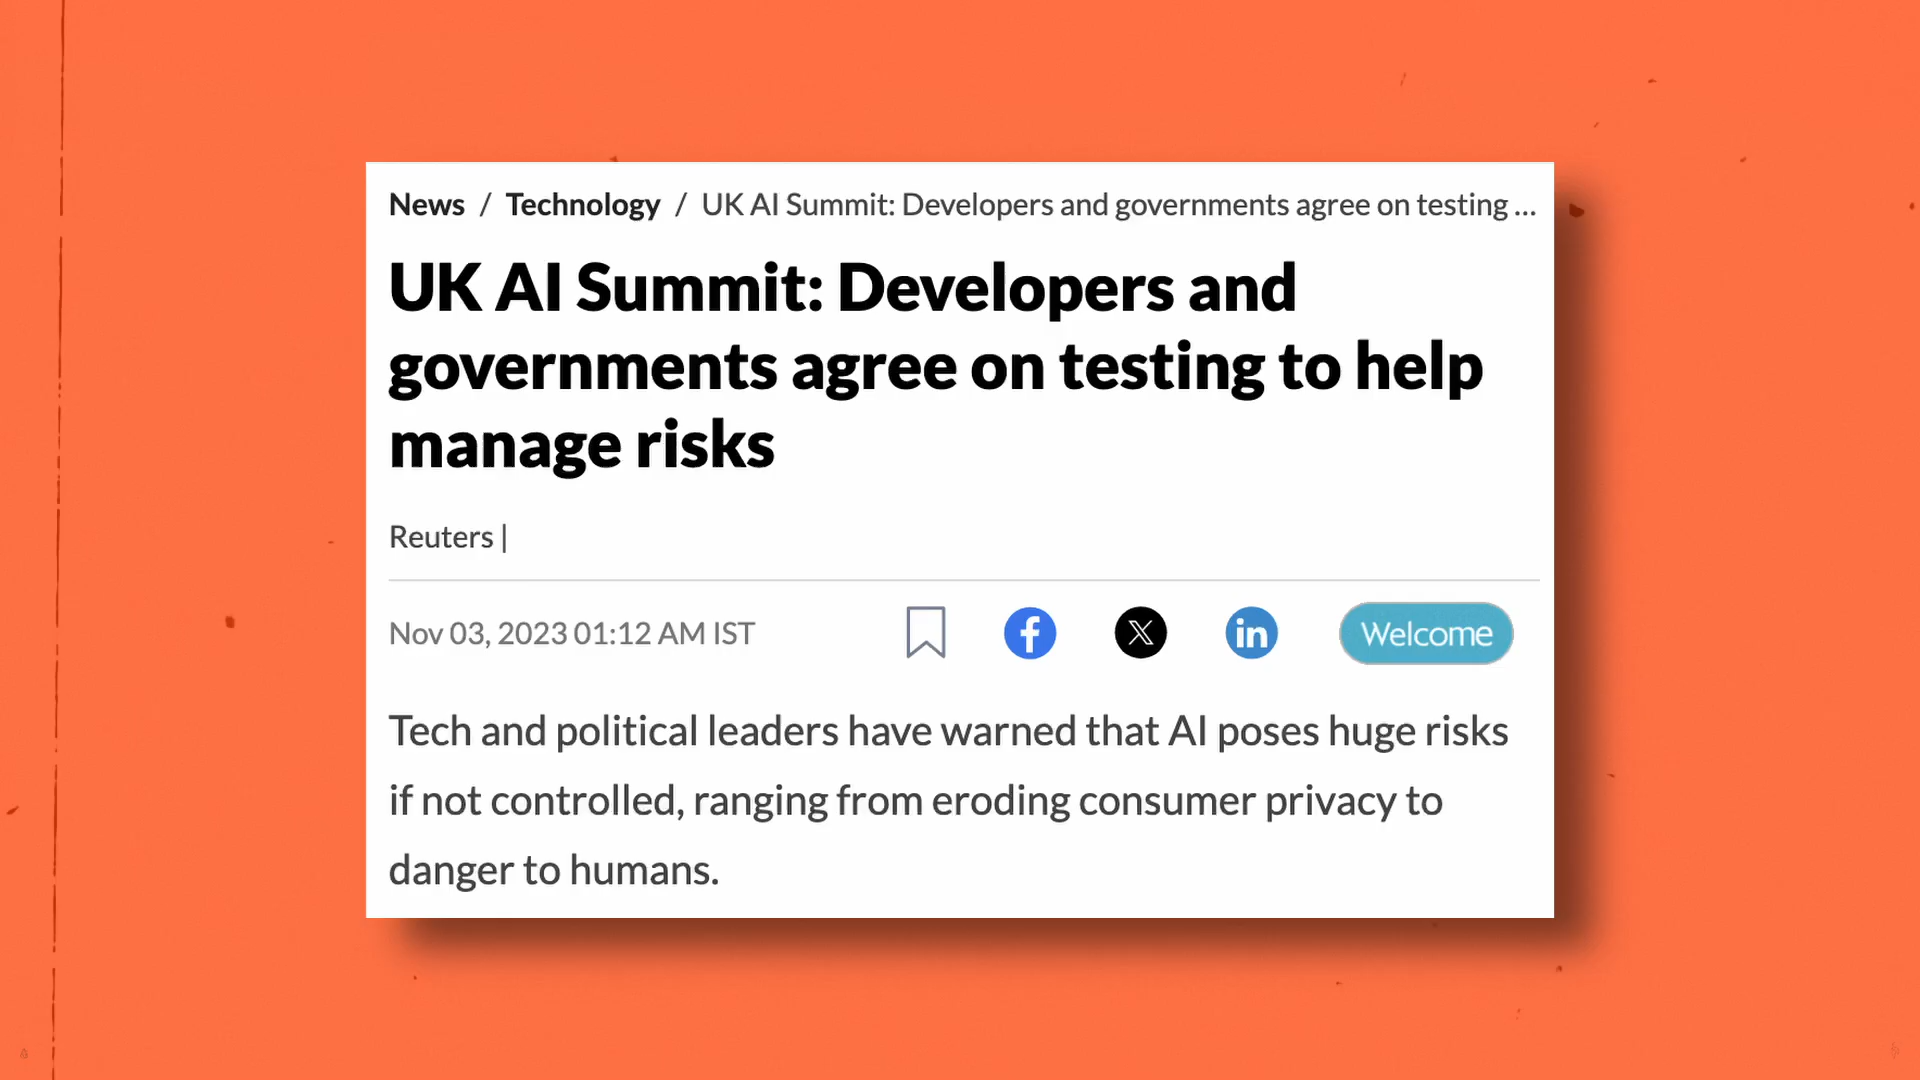 News / Technology / UK AI Summit: Developers and governments agree on testing ...
UK AI Summit: Developers and
governments agree on testing to help
manage risks
Reuters |
Nov 03, 2023 01:12 AM IST
Welcome
Tech and political leaders have warned that AI poses huge risks
if not controlled, ranging from eroding consumer privacy to
danger to humans.